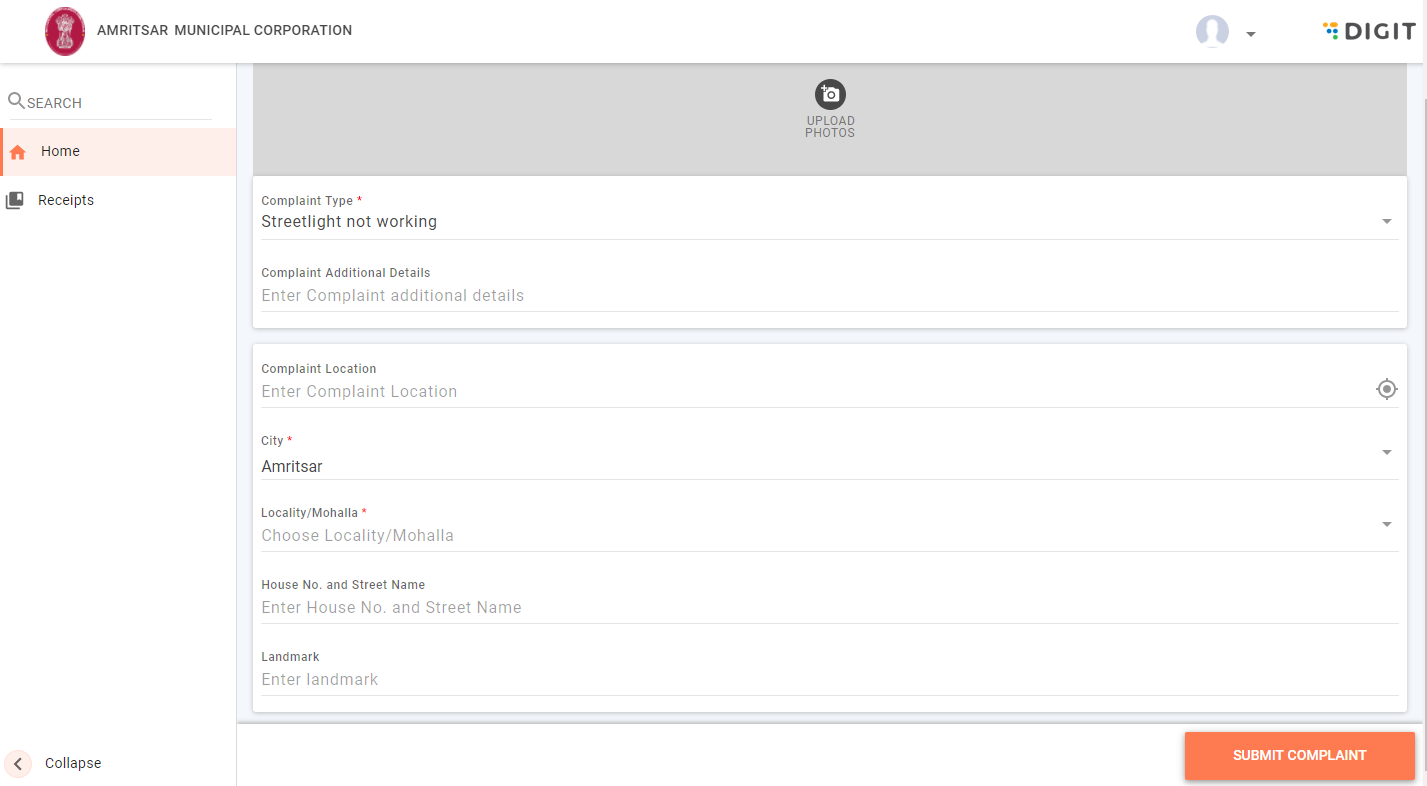 AMRITSAR MUNICIPAL CORPORATION
DIGIT
SEARCH
Home
Receipts
UPLOAD
PHOTOS
Complaint Type *
Streetlight not working
Complaint Additional Details
Enter Complaint additional details
Complaint Location
Enter Complaint Location
City *
Amritsar
Locality/Mohalla *
Choose Locality/Mohalla
House No. and Street Name
Enter House No. and Street Name
Landmark
Enter landmark
Collapse
SUBMIT COMPLAINT